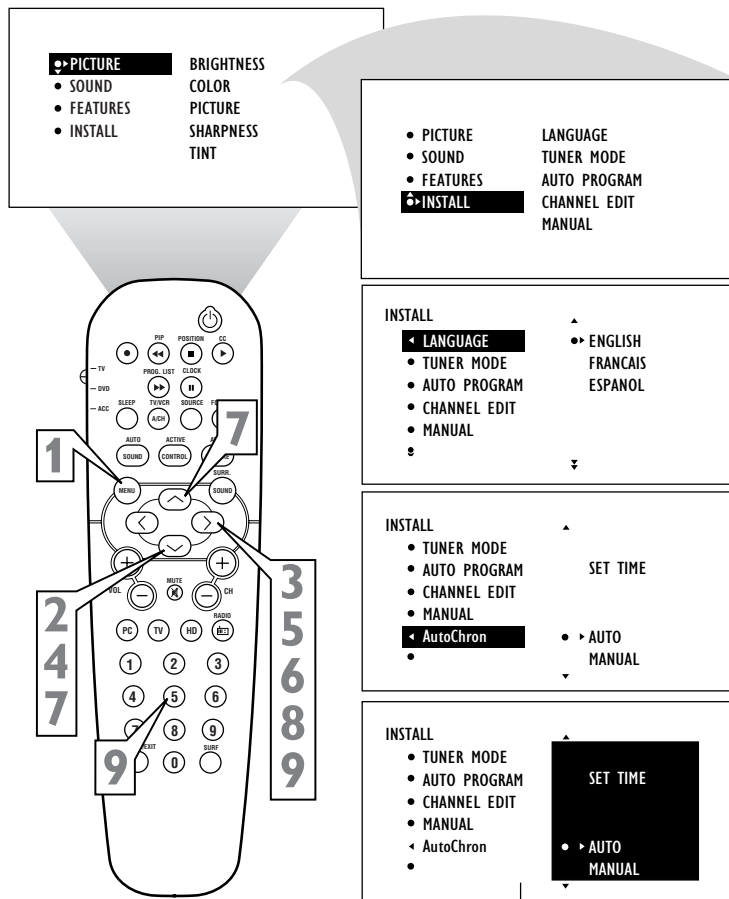 PICTURE BRIGHTNESS
SOUND COLOR
FEATURES PICTURE
INSTALL SHARPNESS
TINT
PICTURE LANGUAGE
SOUND TUNER MODE
FEATURES AUTO PROGRAM
INSTALL CHANNEL EDIT
MANUAL
INSTALL
LANGUAGE ENGLISH
TUNER MODE FRANCAIS
AUTO PROGRAM ESPANOL
CHANNEL EDIT
MANUAL
INSTALL
TUNER MODE
AUTO PROGRAM SET TIME
CHANNEL EDIT
MANUAL
AutoChron AUTO
MANUAL
INSTALL
TUNER MODE
AUTO PROGRAM SET TIME
CHANNEL EDIT
MANUAL
AutoChron AUTO
MANUAL
PIP POSITION CC
TV
PROG. LIST CLOCK
DVD
ACC
SLEEP TV/VCR SOURCE
A/CH
AUTO ACTIVE
SOUND CONTROL
7
1
SURR.
MENU SOUND
2
4
7
3
5
6
8
9
VOL MUTE CH
RADIO
PC TV HD
1 2 3
4 5 6
8 9
EXIT SURF
0
9